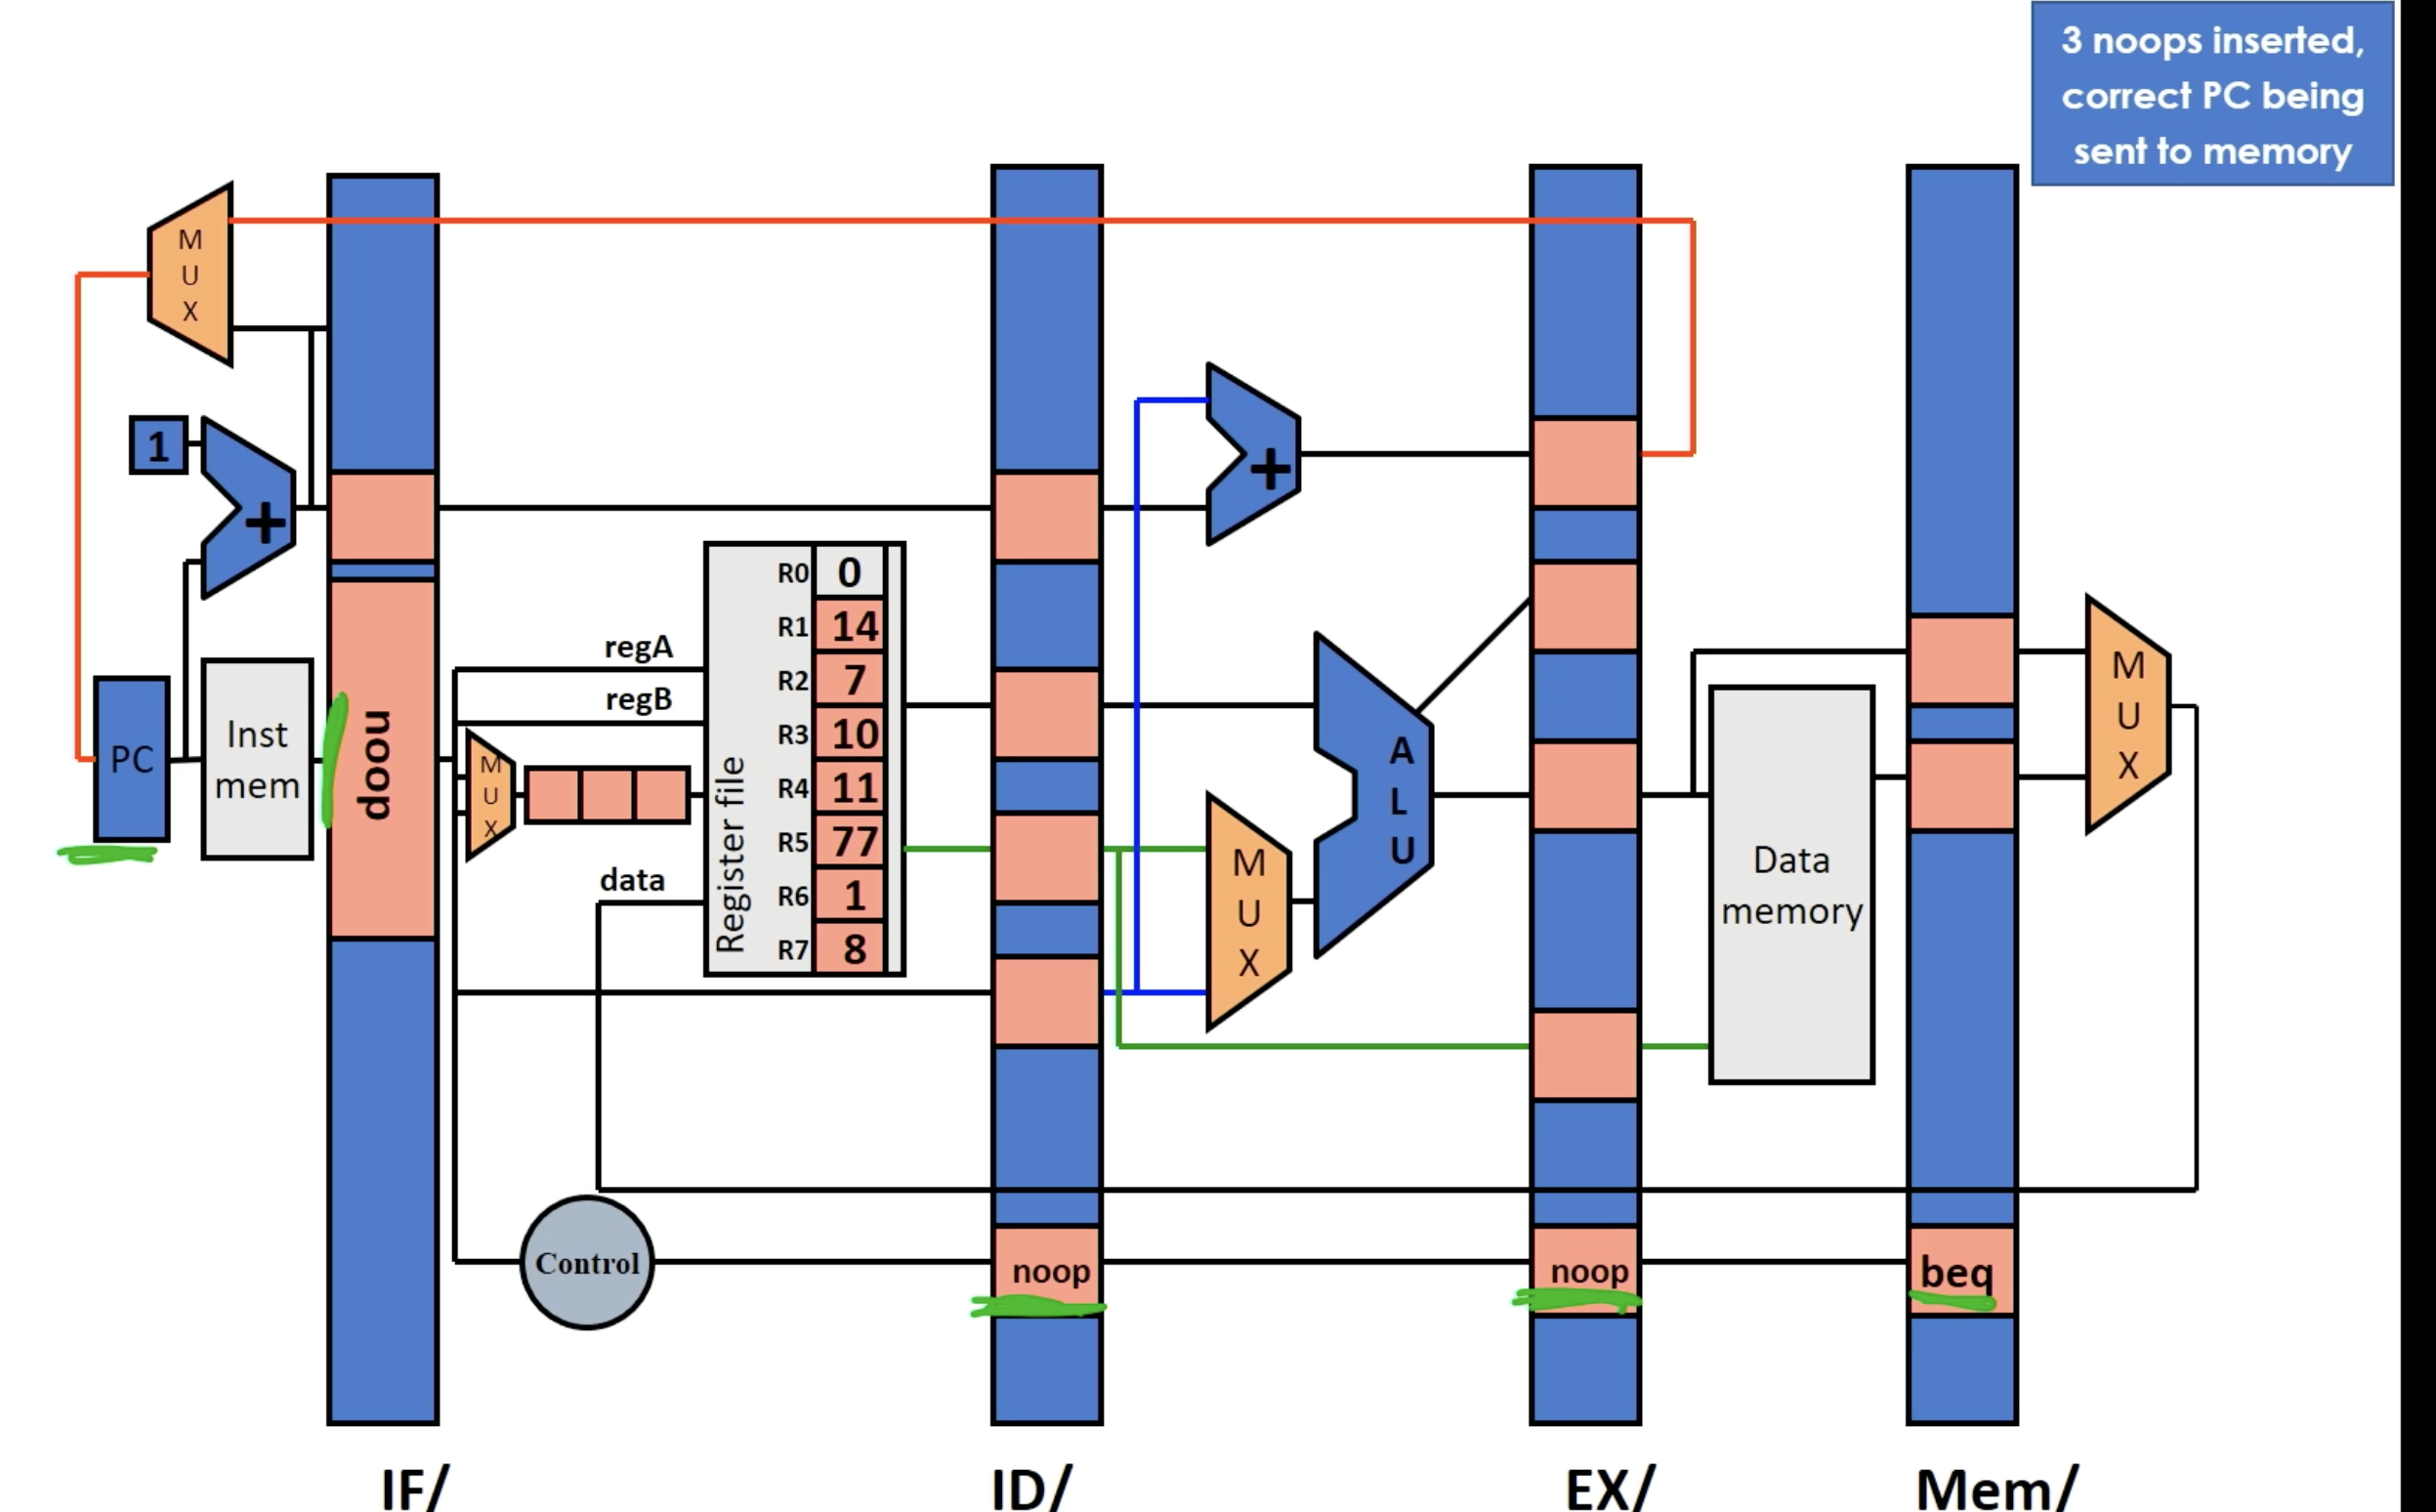 3 noops inserted,
correct PC being
sent to memory
M
U
X
1
+
+
PC
Inst
mem
noop
regA
regB
M
U
X
data
Register file
R0 0
R1 14
R2 7
R3 10
R4 11
R5 77
R6 1
R7 8
M
U
X
A
L
U
Data
memory
M
U
X
Control
noop
noop
beq
IF/
ID/
EX/
Mem/